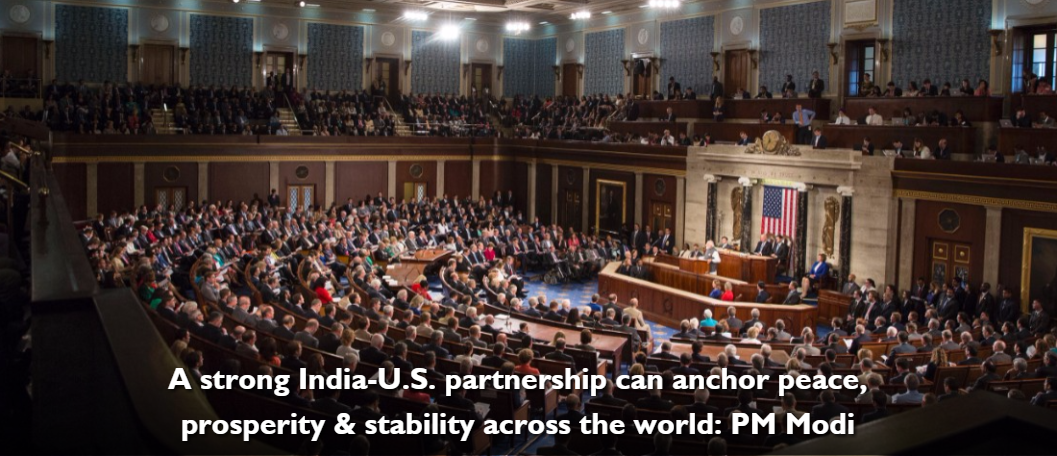 A strong India-U.S. partnership can anchor peace,
prosperity & stability across the world: PM Modi